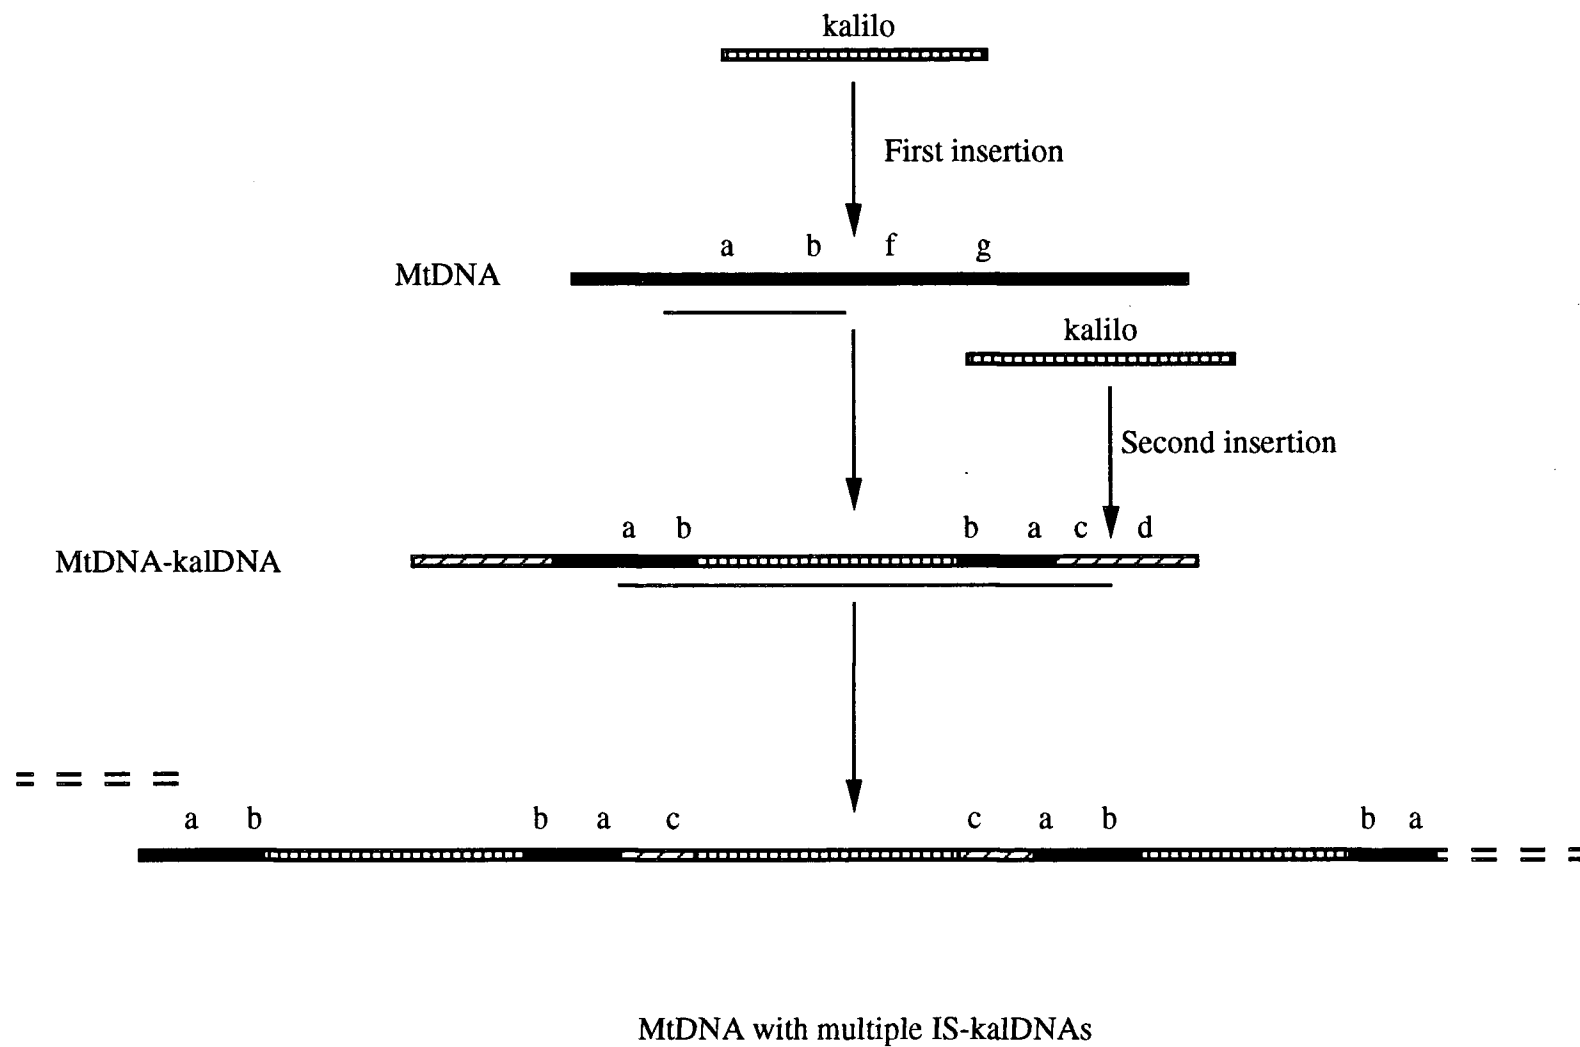 kalilo
First insertion
a b f g
MtDNA
kalilo
Second insertion
a b b a c d
MtDNA-kalDNA
a b b a c c a b b a
MtDNA with multiple IS-kalDNAs